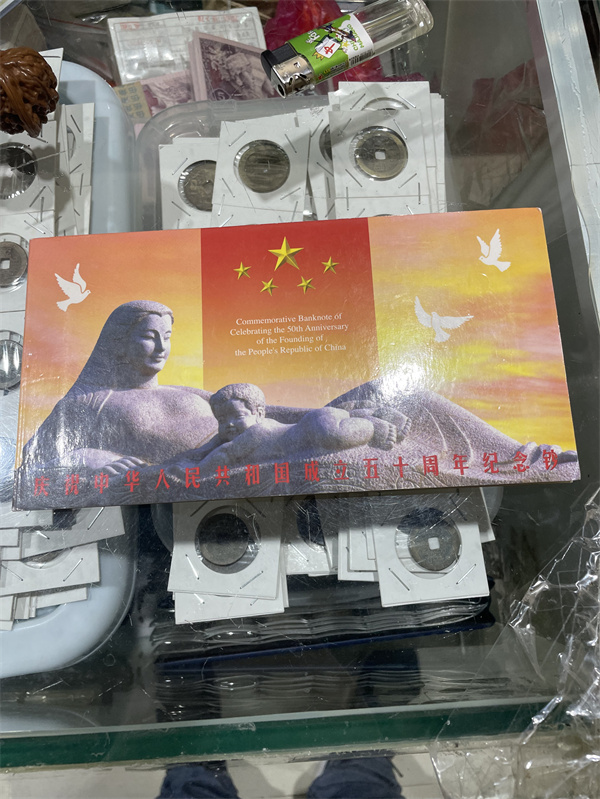 Commemorative Banknote of
Celebrating the 50th Anniversary
of the Founding of
the People's Republic of China
庆祝中华人民共和国成立五十周年纪念钞